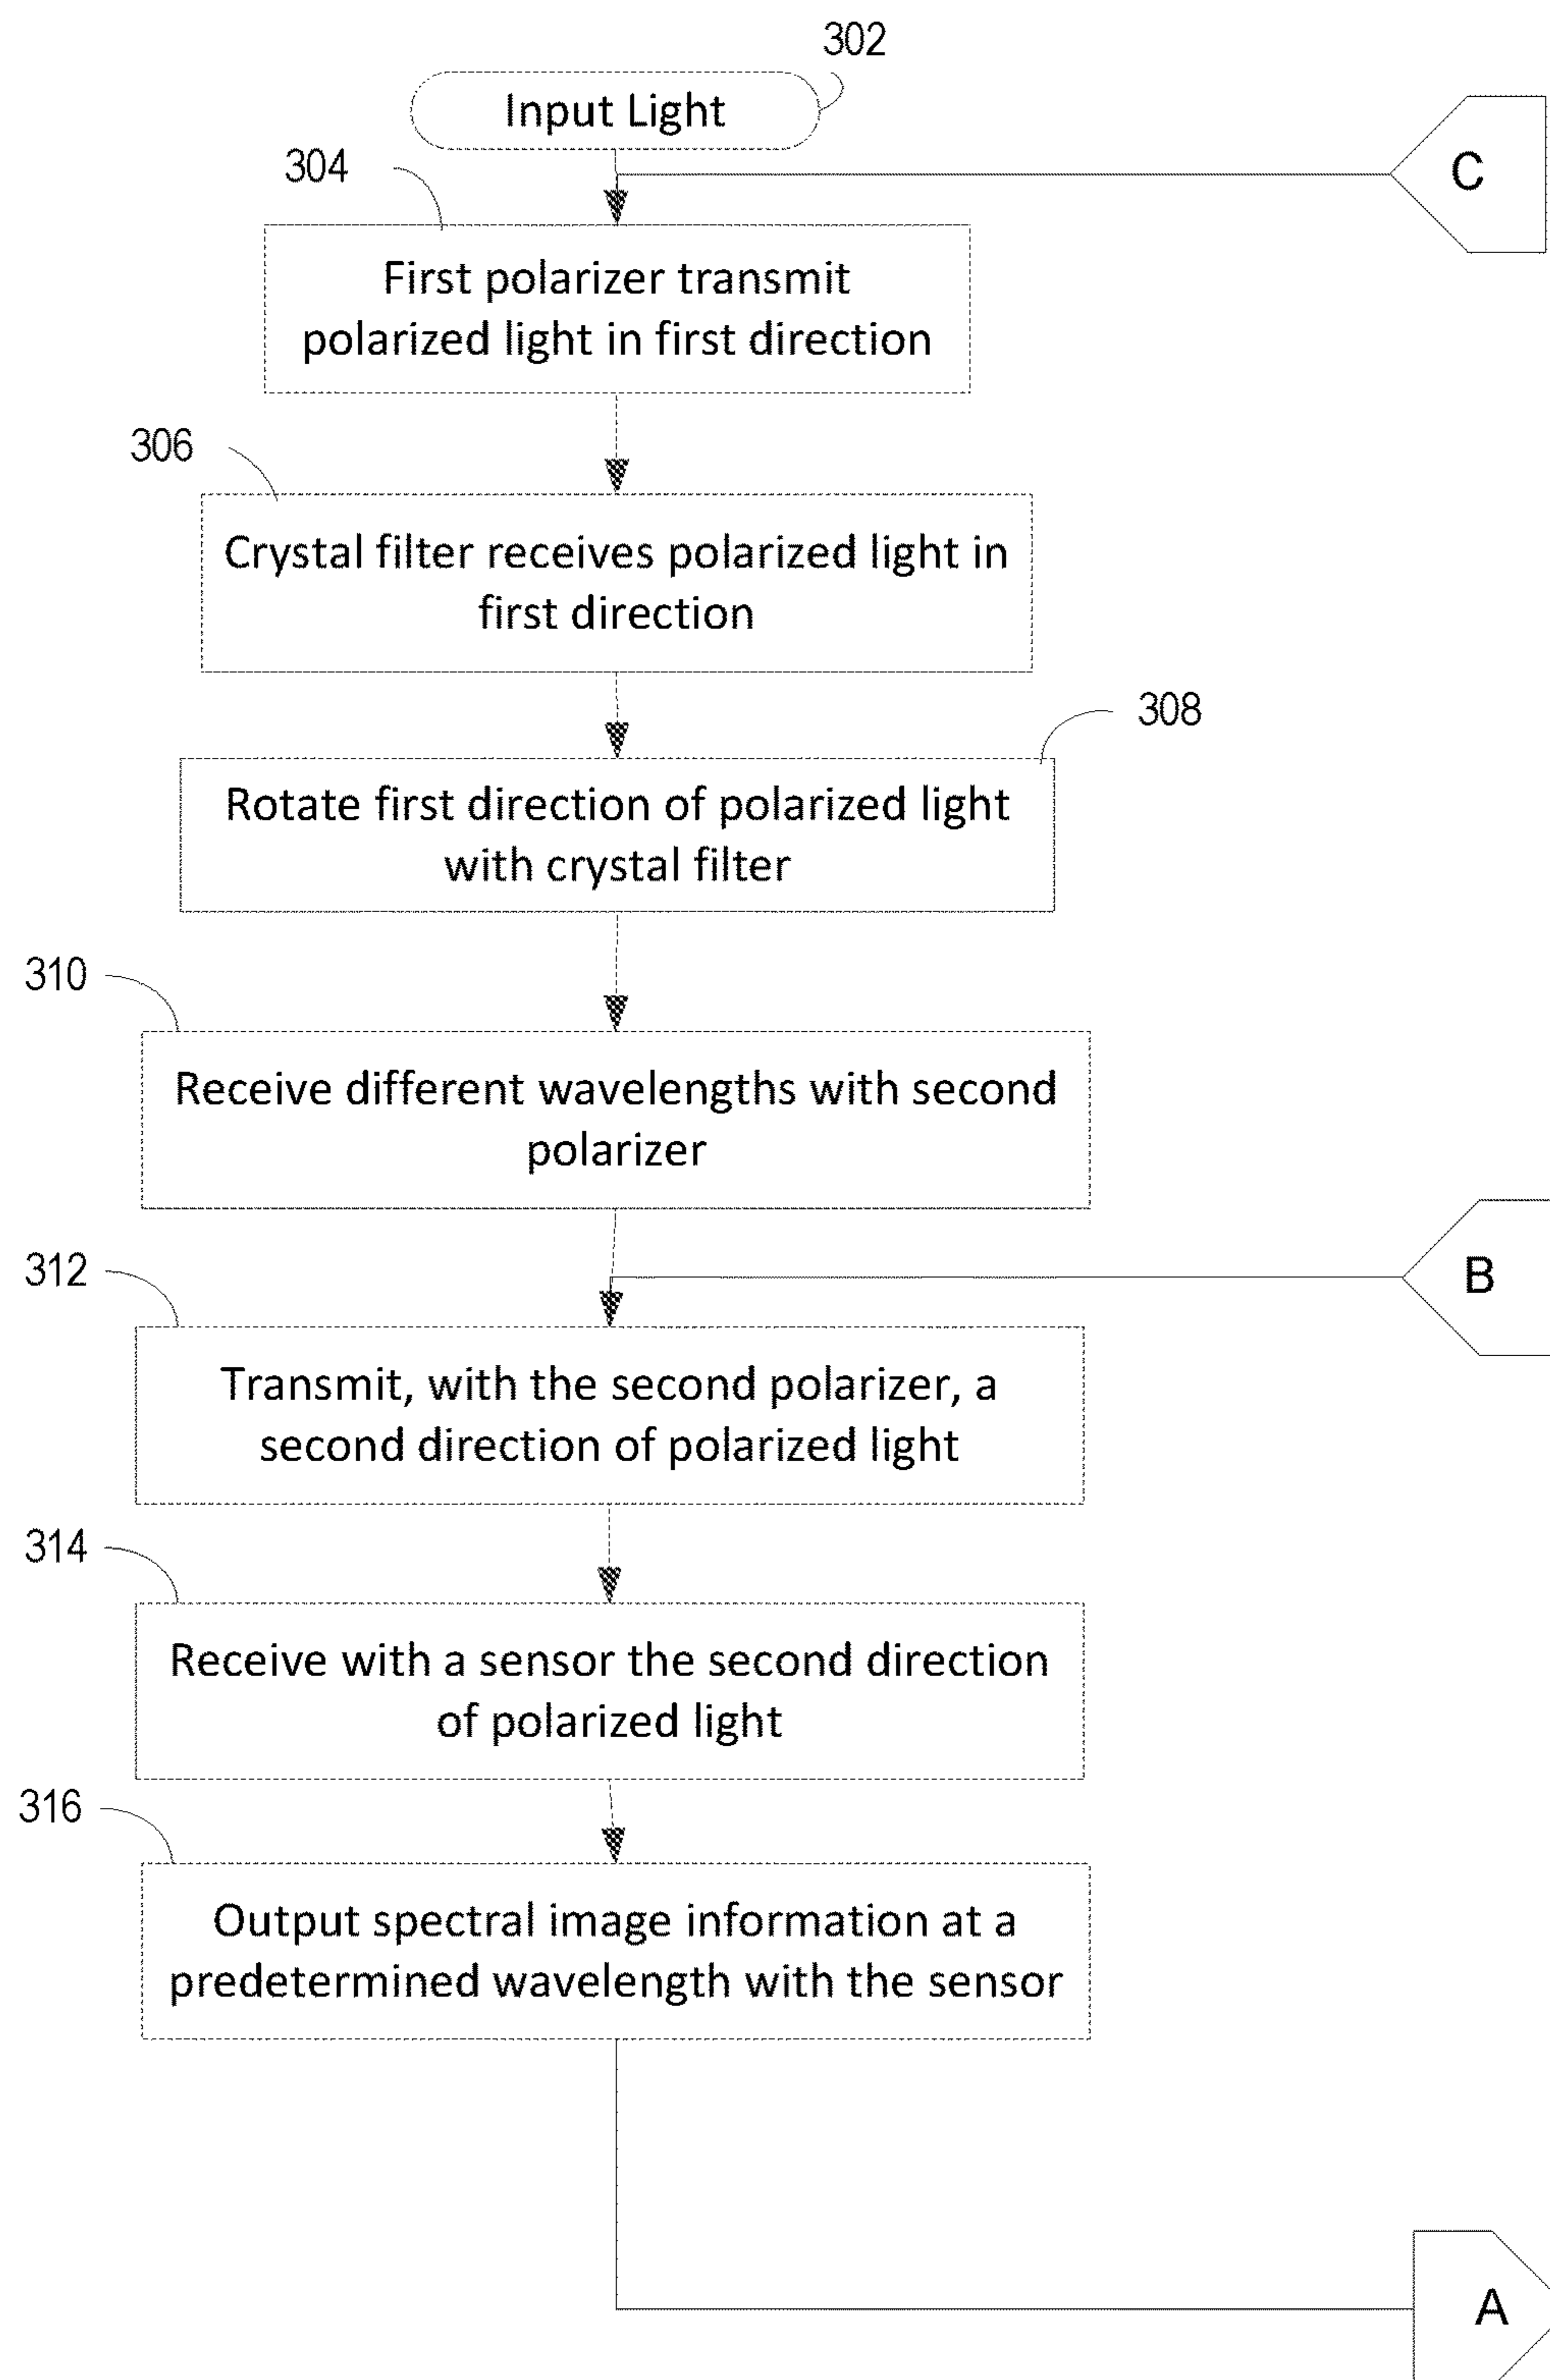 302
Input Light
C
304
First polarizer transmit
polarized light in first direction
306
Crystal filter receives polarized light in
first direction
308
Rotate first direction of polarized light
with crystal filter
310
Receive different wavelengths with second
polarizer
B
312
Transmit, with the second polarizer, a
second direction of polarized light
314
Receive with a sensor the second direction
of polarized light
316
Output spectral image information at a
predetermined wavelength with the sensor
A